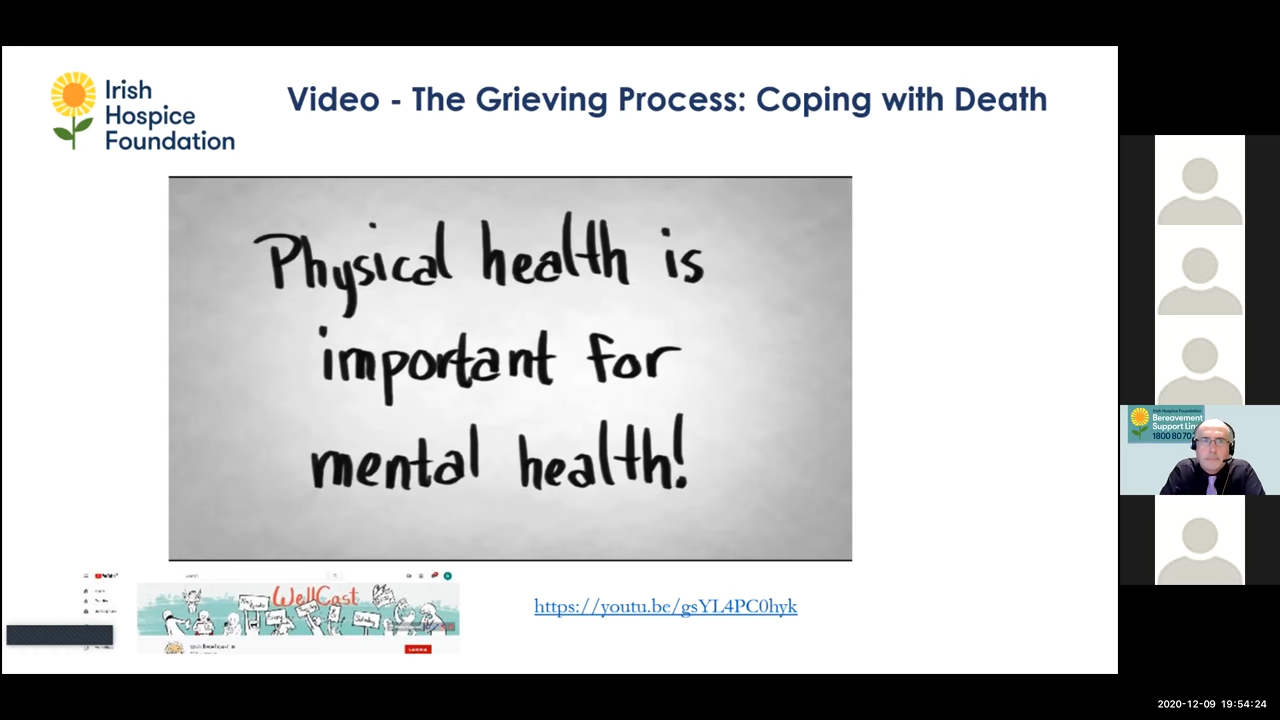 Irish
Hospice
Foundation
Video - The Grieving Process: Coping with Death
Physical health is
important for
mental health!
WellCast
https://youtu.be/gsYL4PC0hyk
Irish Hospice Foundation
Bereavement
Support Line
1800 80 70
2020-12-09 19:54:24